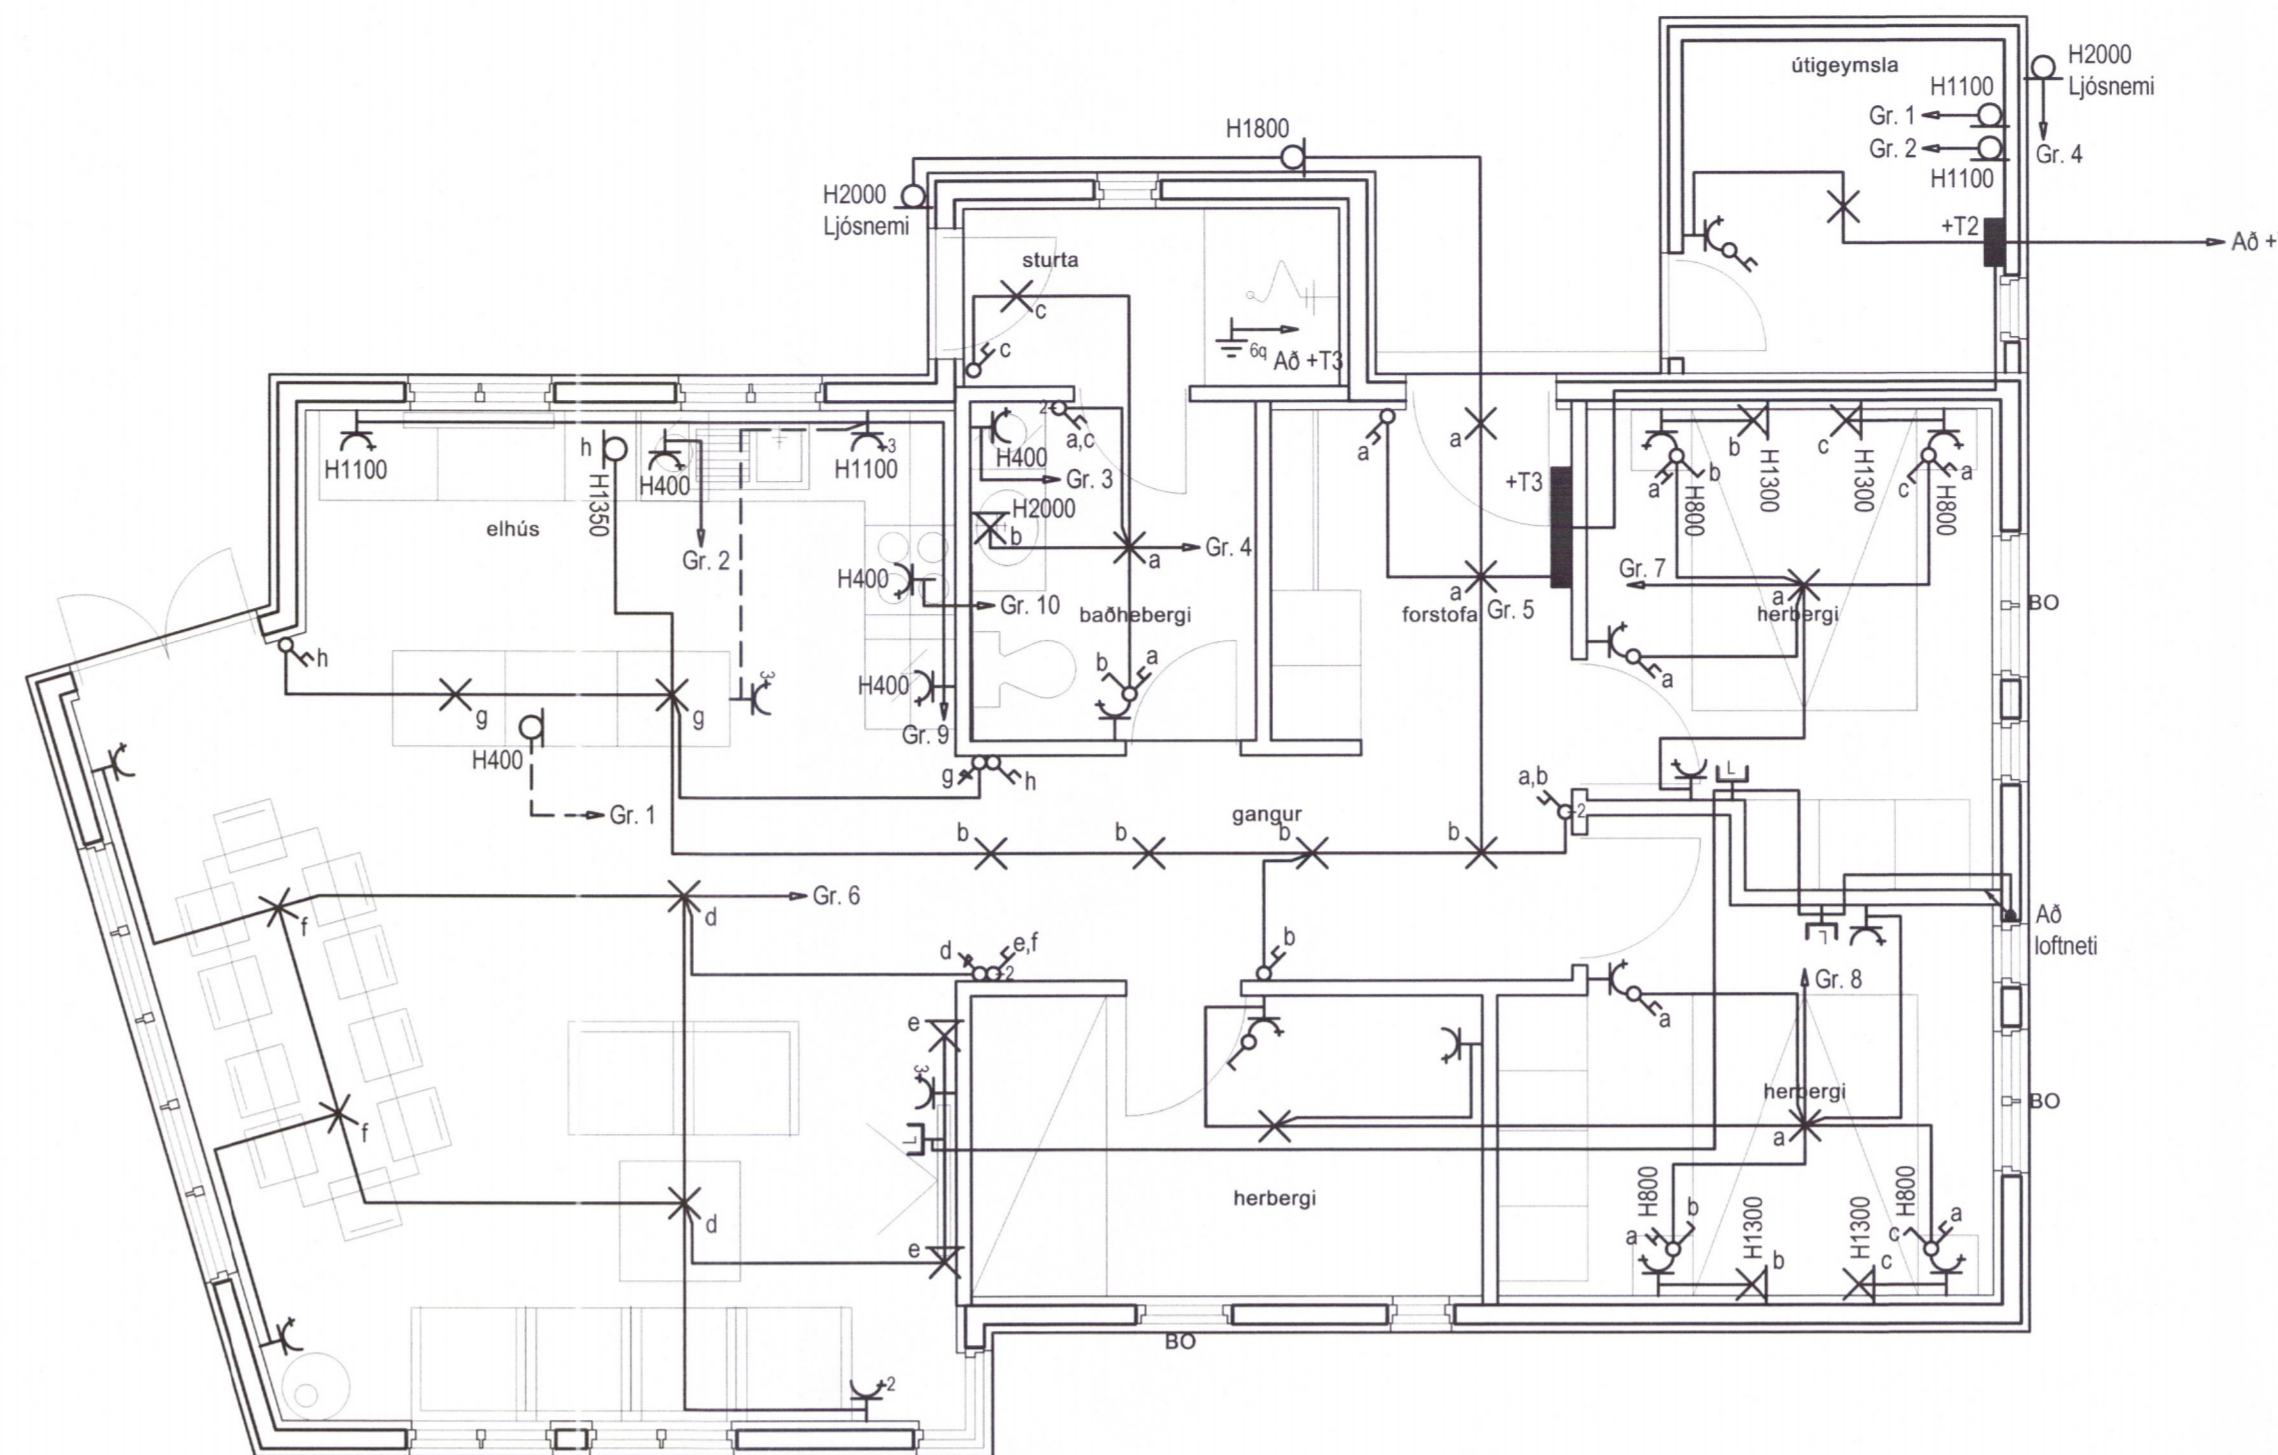 útigeymsla
H2000
Ljósnemi
H1100
Gr. 1
Gr. 2
H1100
Gr. 4
+T2
Að +
H1800
H2000
Ljósnemi
sturta
c
c
6q
Að +T3
2
a,c
H400
Gr. 3
H2000
b
a
Gr. 4
baðhebergi
b
a
H1100
h
H1350
H400
3
H1100
elhús
Gr. 2
H400
Gr. 10
H400
Gr. 9
h
g
g
3
H400
Gr. 1
g
h
a
a
+T3
a
Gr. 5
forstofa
b
H1300
c
H1300
a
b
H800
c
a
H800
Gr. 7
a
herbergi
a
BO
L
a,b
2
gangur
b
b
b
b
Gr. 6
f
d
d
e,f
2
b
L
Að
loftneti
Gr. 8
a
f
e
3
L
herbergi
a
BO
herbergi
d
e
H800
a
b
H1300
b
H1300
c
H800
c
a
BO
2